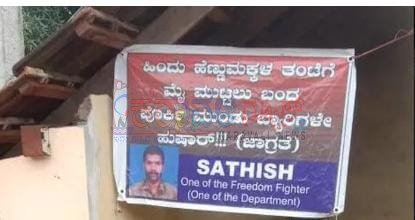 ಹಿಂದು ಹೆಣ್ಣುಮಕ್ಕಳ ತಂಟೆಗೆ
ಮೈ ಮುಟ್ಟಲು ಬಂದ
ಪೊರ್ಕಿ ಮುಂಡು ಬ್ಯಾರಿಗಳೇ
ಹುಷಾರ್!!! (ಜಾಗ್ರತೆ)
SATHISH
One of the Freedom Fighter
(One of the Department)